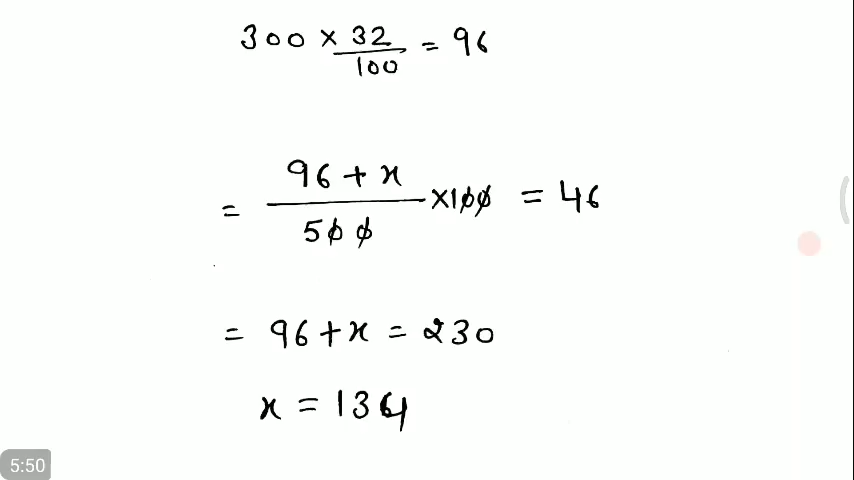 300 × 32/100 = 96
= 96 + x / 500 ×100 = 46
= 96 + x = 230
x = 134
5:50